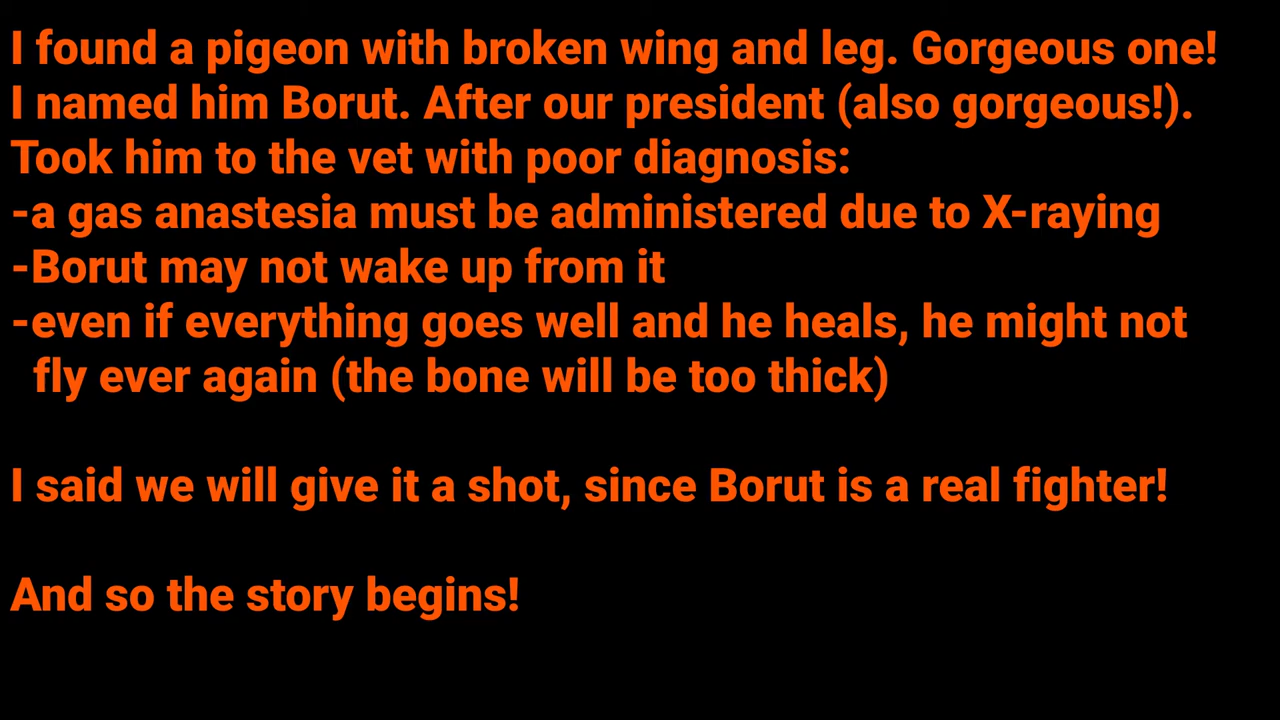 I found a pigeon with broken wing and leg. Gorgeous one!
I named him Borut. After our president (also gorgeous!).
Took him to the vet with poor diagnosis:
-a gas anastesia must be administered due to X-raying
-Borut may not wake up from it
-even if everything goes well and he heals, he might not
fly ever again (the bone will be too thick)
I said we will give it a shot, since Borut is a real fighter!
And so the story begins!